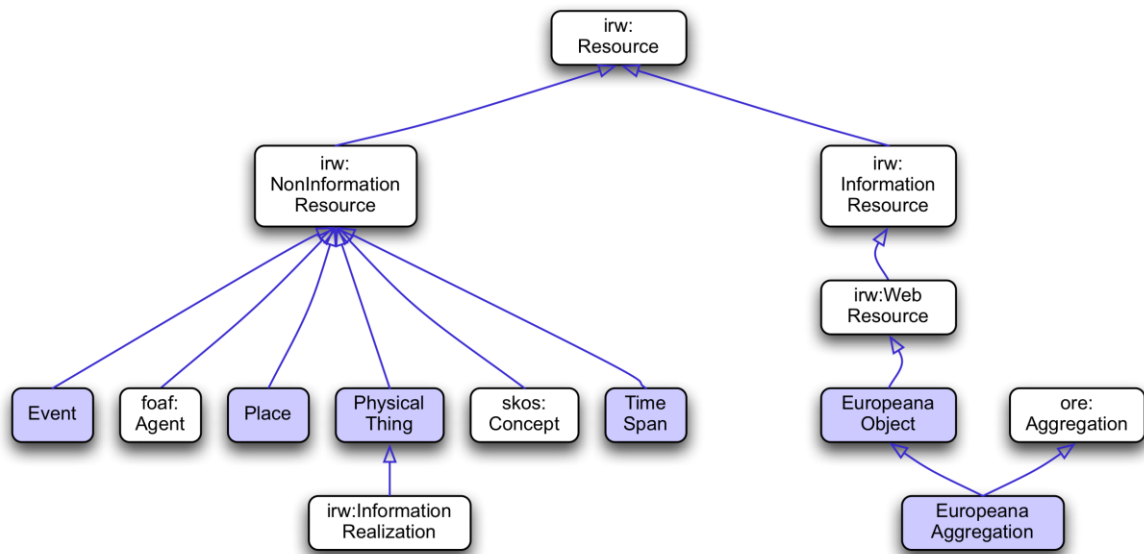 irw:
Resource
irw:
NonInformation
Resource
irw:
Information
Resource
irw:Web
Resource
Event
foaf:
Agent
Place
Physical
Thing
skos:
Concept
Time
Span
Europeana
Object
ore:
Aggregation
irw:Information
Realization
Europeana
Aggregation